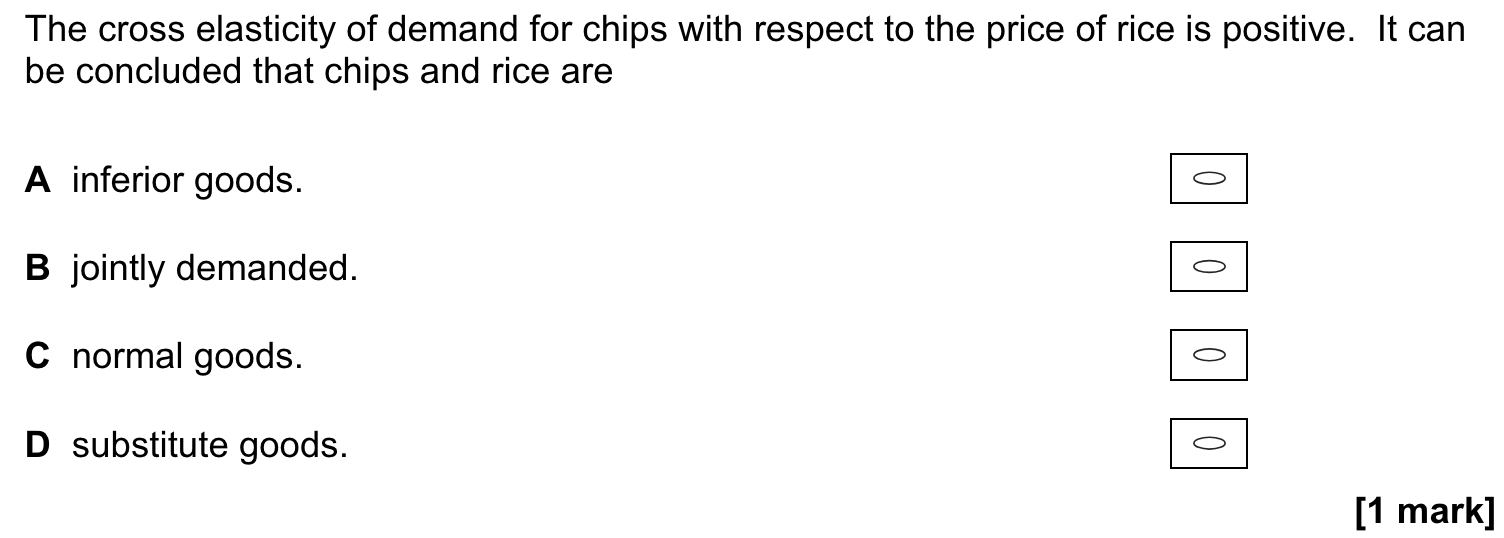 The cross elasticity of demand for chips with respect to the price of rice is positive.  It can
be concluded that chips and rice are
A inferior goods.
B jointly demanded.
C normal goods.
D substitute goods.
[1 mark]